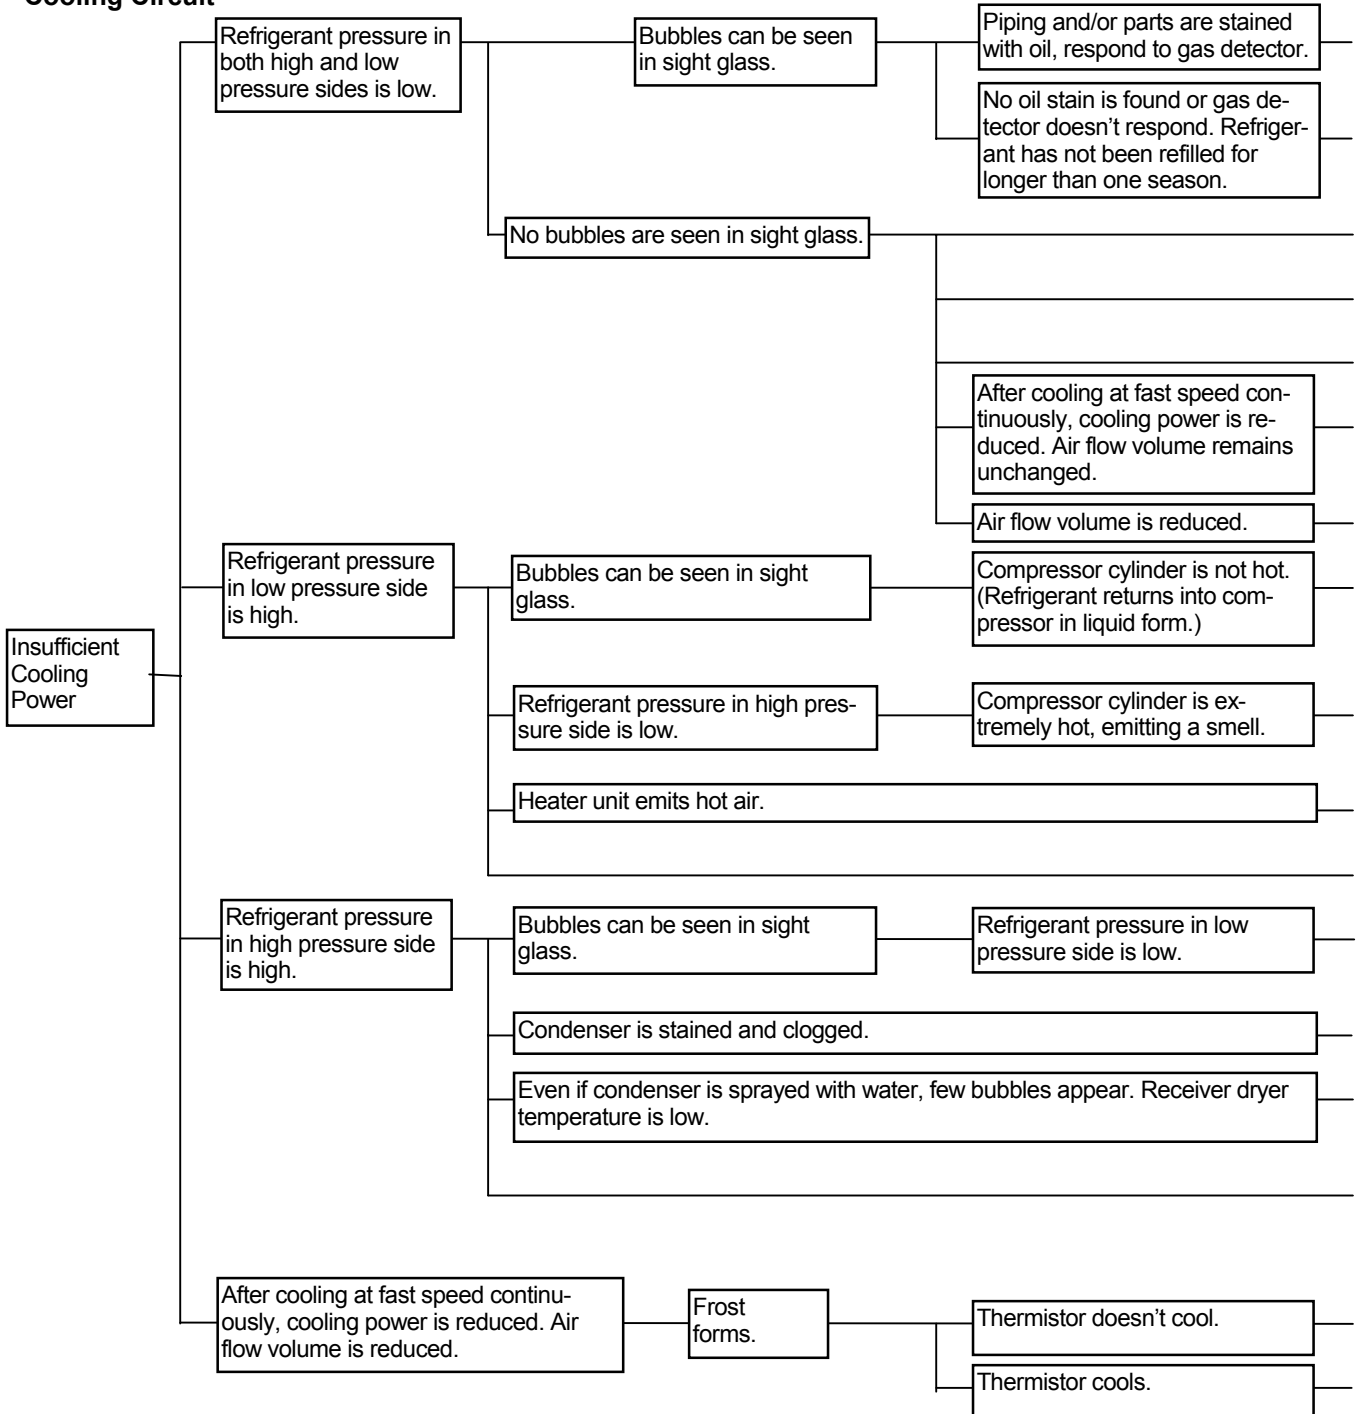 Cooling Circuit
Refrigerant pressure in
both high and low
pressure sides is low.
Bubbles can be seen
in sight glass.
Piping and/or parts are stained
with oil, respond to gas detector.
No oil stain is found or gas de-
tector doesn't respond. Refriger-
ant has not been refilled for
longer than one season.
No bubbles are seen in sight glass.
After cooling at fast speed con-
tinuously, cooling power is re-
duced. Air flow volume remains
unchanged.
Air flow volume is reduced.
Insufficient
Cooling
Power
Refrigerant pressure
in low pressure side
is high.
Bubbles can be seen in sight
glass.
Compressor cylinder is not hot.
(Refrigerant returns into com-
pressor in liquid form.)
Refrigerant pressure in high pres-
sure side is low.
Compressor cylinder is ex-
tremely hot, emitting a smell.
Heater unit emits hot air.
Refrigerant pressure
in high pressure side
is high.
Bubbles can be seen in sight
glass.
Refrigerant pressure in low
pressure side is low.
Condenser is stained and clogged.
Even if condenser is sprayed with water, few bubbles appear. Receiver dryer
temperature is low.
After cooling at fast speed continu-
ously, cooling power is reduced. Air
flow volume is reduced.
Frost
forms.
Thermistor doesn't cool.
Thermistor cools.